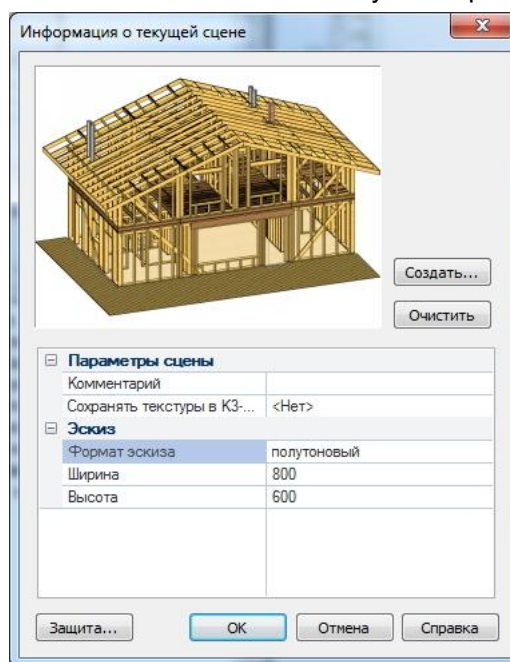 Информация о текущей сцене
Создать...
Очистить
Параметры сцены
Комментарий
Сохранять текстуры в К3-... <Нет>
Эскиз
Формат эскиза полутоновый
Ширина 800
Высота 600
Защита... ОК Отмена Справка